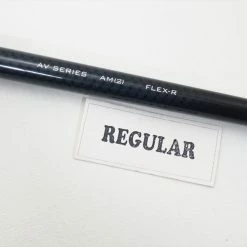 AV-SERIES AM(2) FLEX-R
REGULAR